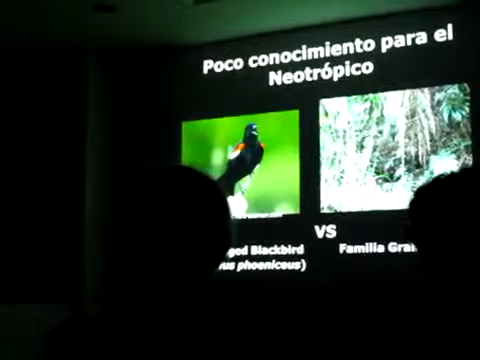 Poco conocimiento para el
Neotrópico
VS
ged Blackbird
us phoeniceus)
Familia Gra